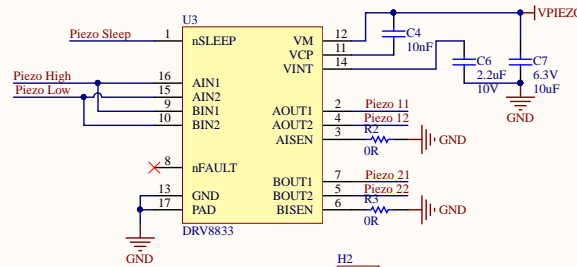 U3
Piezo Sleep 1 nSLEEP VM 12 VPIEZO
VCP 11 C4 10nF
VINT 14
C6 2.2uF 10V
C7 6.3V 10uF
GND
Piezo High 16 AIN1
Piezo Low 15 AIN2
9 BIN1 AOUT1 2 Piezo 11
10 BIN2 AOUT2 4 Piezo 12
AISEN 3 R2 0R GND
8 nFAULT
BOUT1 7 Piezo 21
13 GND BOUT2 5 Piezo 22
17 PAD BISEN 6 R3 0R GND
DRV8833
GND
H2